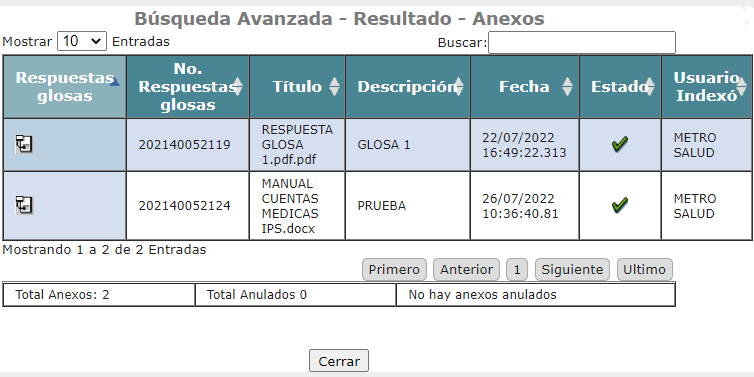 Búsqueda Avanzada - Resultado - Anexos
Mostrar 10 Entradas Buscar:
Respuestas glosas No. Respuestas glosas Título Descripción Fecha Estado Usuario Indexó
202140052119 RESPUESTA GLOSA 1.pdf.pdf GLOSA 1 22/07/2022 16:49:22.313 METRO SALUD
202140052124 MANUAL CUENTAS MEDICAS IPS.docx PRUEBA 26/07/2022 10:36:40.81 METRO SALUD
Mostrando 1 a 2 de 2 Entradas
Primero Anterior 1 Siguiente Ultimo
Total Anexos: 2 Total Anulados 0 No hay anexos anulados
Cerrar